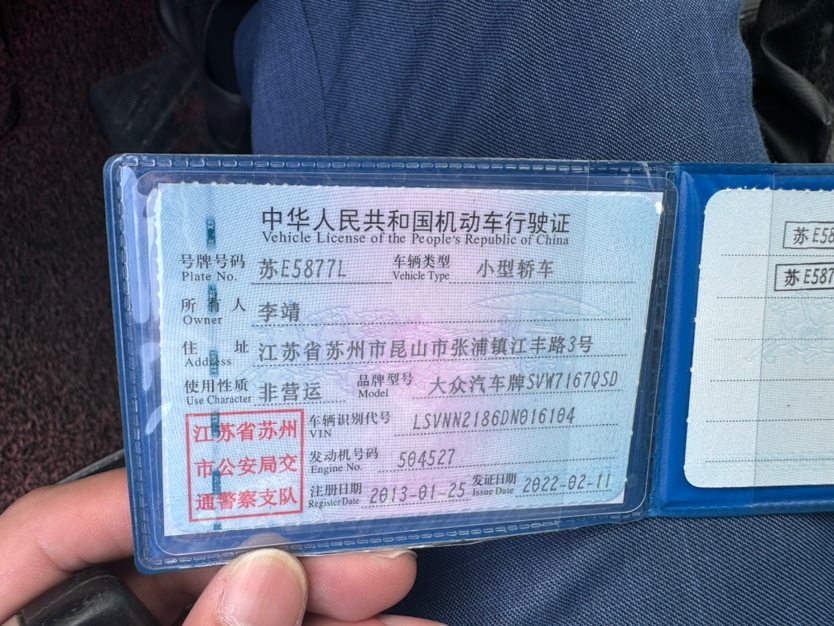 中华人民共和国机动车行驶证
Vehicle License of the People's Republic of China
号牌号码 苏E5877L 车辆类型 小型轿车
Plate No. Vehicle Type
所有人 李靖
Owner
住址 江苏省苏州市昆山市张浦镇江丰路3号
Address
使用性质 非营运 品牌型号 大众汽车牌SVW7167QSD
Use Character Model
江苏省苏州
市公安局交
通警察支队
车辆识别代号 LSVNN2186DN016104
VIN
发动机号码 504527
Engine No.
注册日期 2013-01-25 发证日期 2022-02-11
Register Date Issue Date
苏E58
苏E587